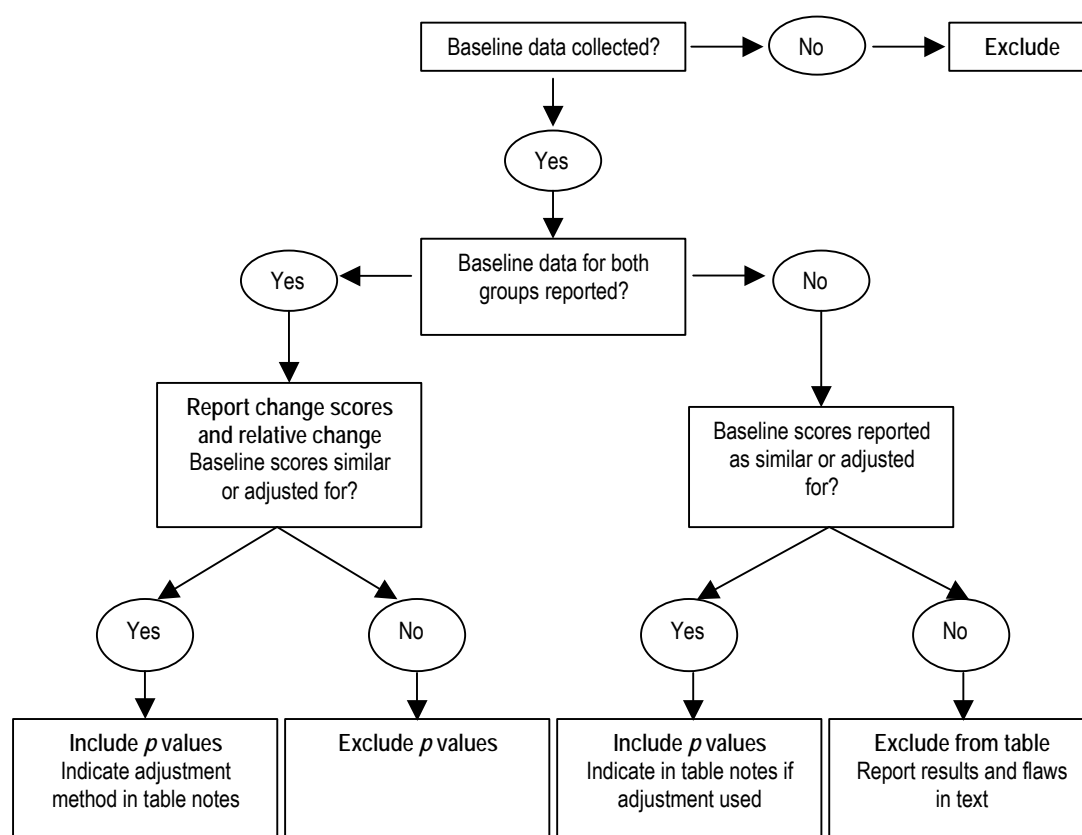 Baseline data collected?
No
Exclude
Yes
Baseline data for both
groups reported?
Yes
No
Report change scores
and relative change
Baseline scores similar
or adjusted for?
Baseline scores reported
as similar or adjusted
for?
Yes
No
Yes
No
Include p values
Indicate adjustment
method in table notes
Exclude p values
Include p values
Indicate in table notes if
adjustment used
Exclude from table
Report results and flaws
in text